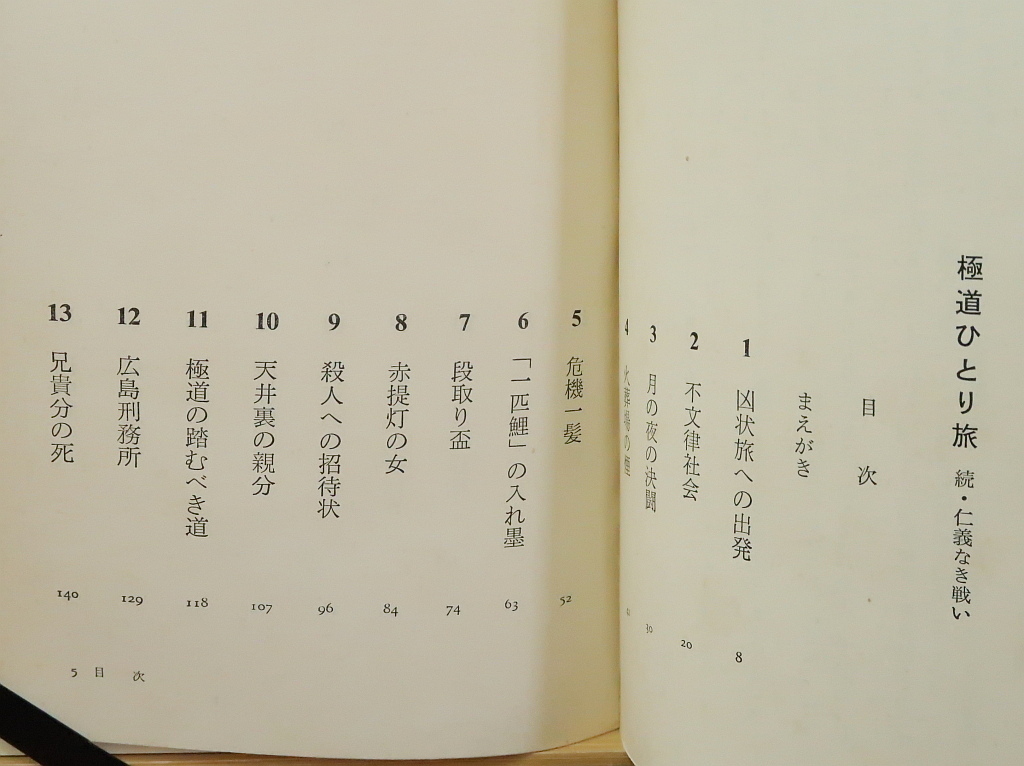 極道ひとり旅 続・仁義なき戦い
目次
まえがき
1 凶状旅への出発 8
2 不文律社会 20
3 月の夜の決闘 30
4 火葬場の煙
5 危機一髪 52
6 「一匹鯉」の入れ墨 63
7 段取り盃 74
8 赤提灯の女 84
9 殺人への招待状 96
10 天井裏の親分 107
11 極道の踏むべき道 118
12 広島刑務所 129
13 兄貴分の死 140
5 目次